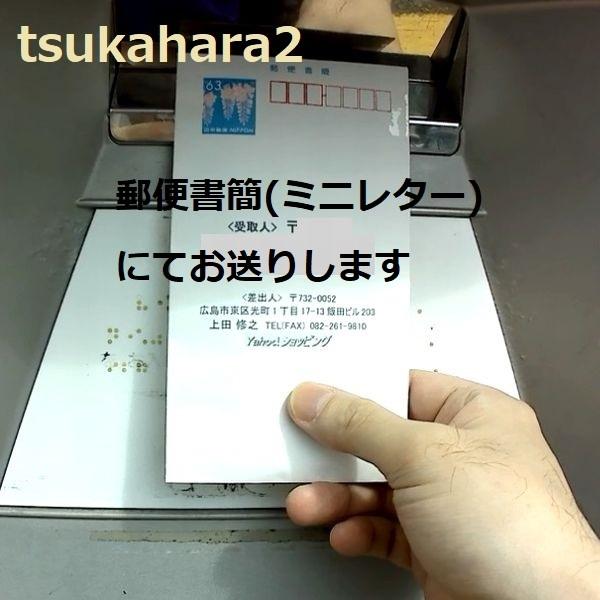 tsukahara2
郵便書簡
63
日本郵便 NIPPON
郵便書簡(ミニレター)
<受取人> 〒
にてお送りします
<差出人> 〒732-0052
広島市東区光町1丁目17-13飯田ビル203
上田 修之 TEL(FAX) 082-261-9810
Yahoo!ショッピング